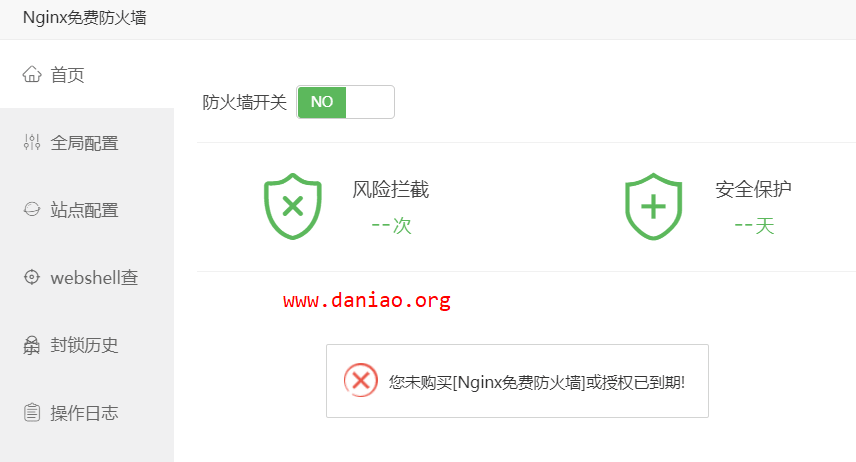 Nginx免费防火墙
首页
全局配置
站点配置
webshell查
封锁历史
操作日志
防火墙开关 NO
风险拦截
--次
安全保护
--天
www.daniao.org
您未购买[Nginx免费防火墙]或授权已到期!